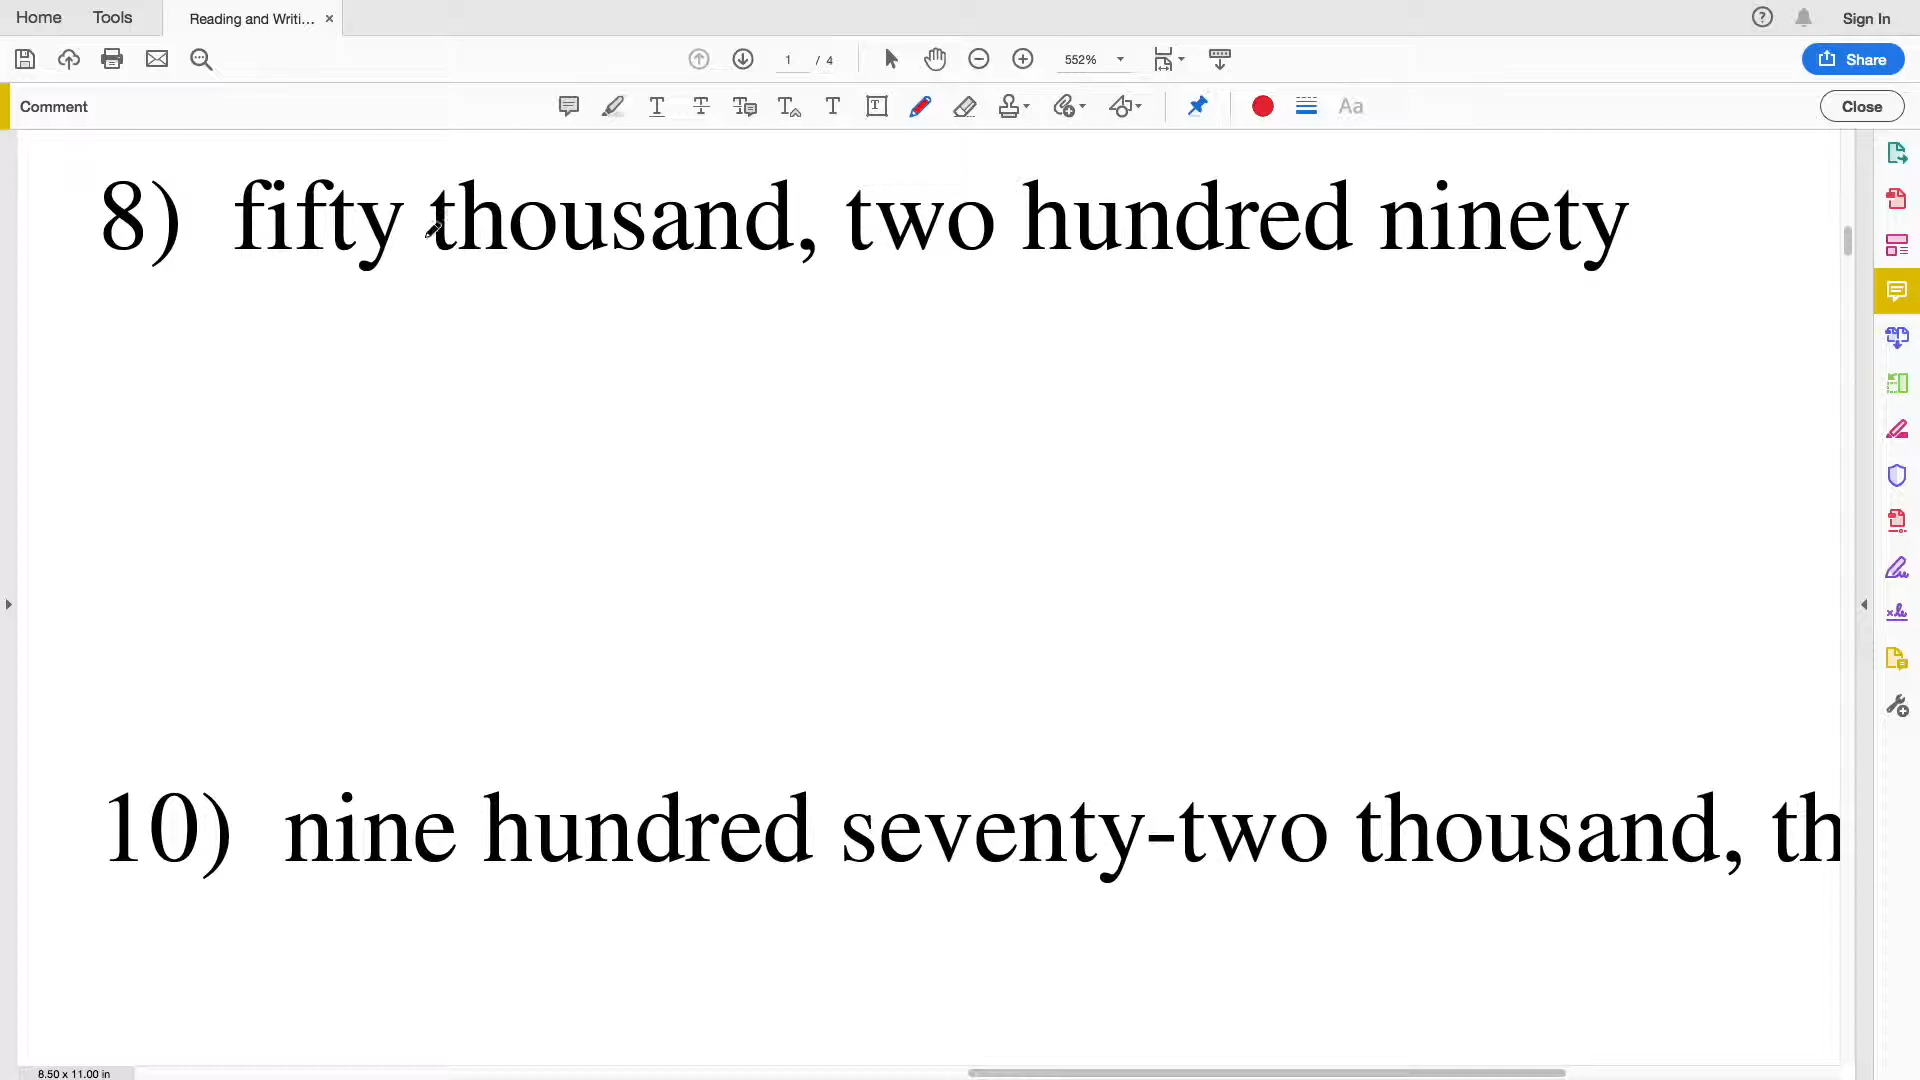 Home Tools Reading and Writi... × Sign In
1 / 4 552% Share
Comment Aa Close
8) fifty thousand, two hundred ninety
10) nine hundred seventy-two thousand, th
8.50 x 11.00 in